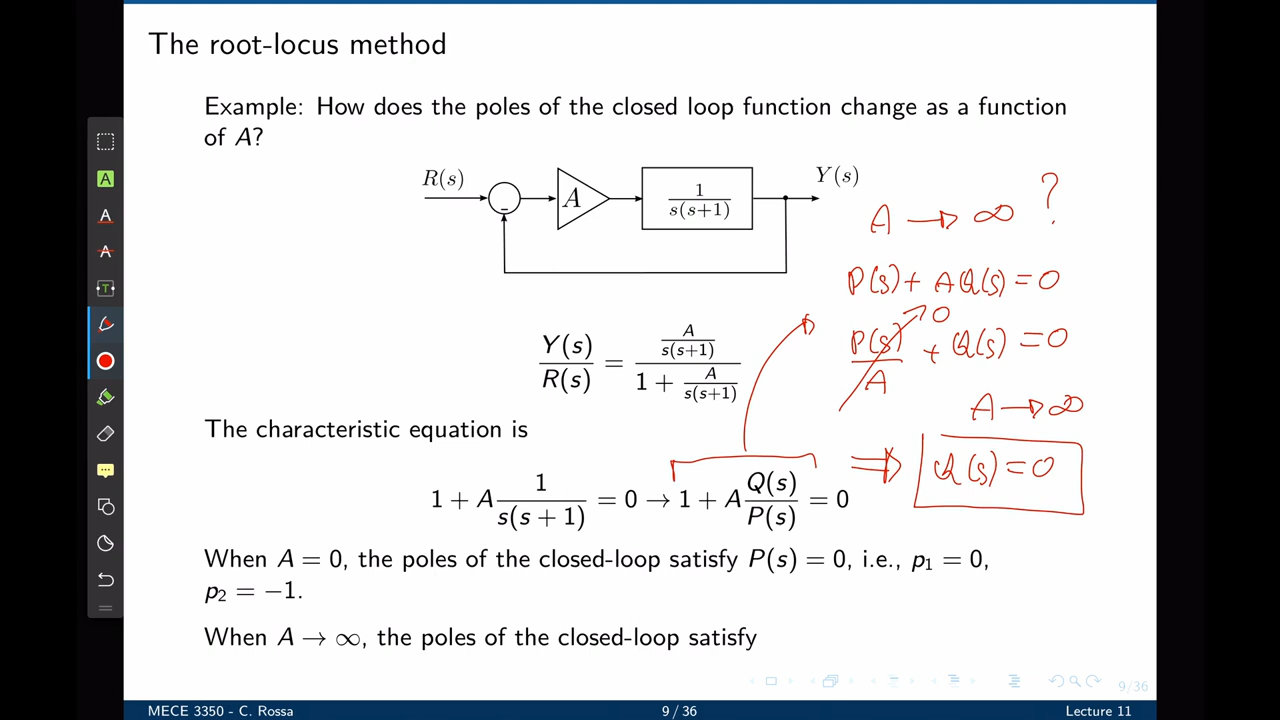 The root-locus method
Example: How does the poles of the closed loop function change as a function
of A?
R(s)
-
A
1
s(s+1)
Y(s)
A → ∞ ?
P(s) + AQ(s) = 0
P(s)/A → 0 + Q(s) = 0
A → ∞
⇒ Q(s) = 0
Y(s)/R(s) = (A/s(s+1)) / (1 + A/s(s+1))
The characteristic equation is
1 + A 1/s(s + 1) = 0 → 1 + A Q(s)/P(s) = 0
When A = 0, the poles of the closed-loop satisfy P(s) = 0, i.e., p₁ = 0,
p₂ = −1.
When A → ∞, the poles of the closed-loop satisfy
9/36
MECE 3350 - C. Rossa
9 / 36
Lecture 11
A
A
A
T